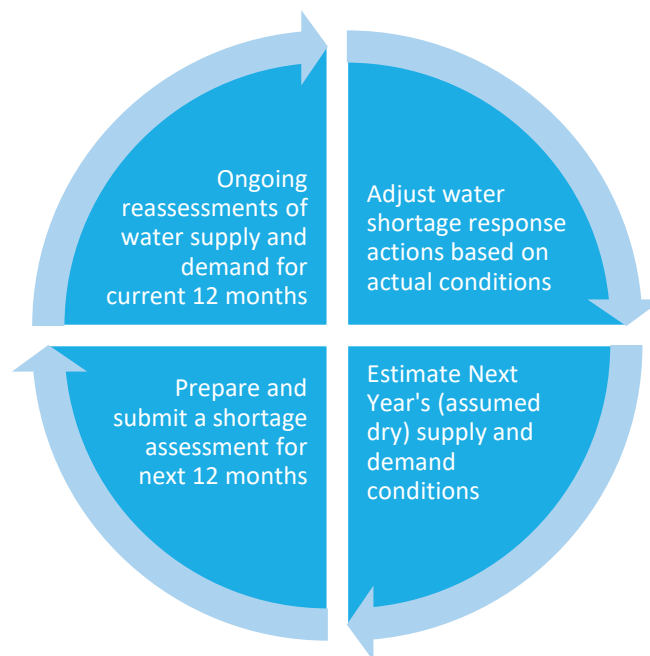 Ongoing
reassessments of
water supply and
demand for
current 12 months
Adjust water
shortage response
actions based on
actual conditions
Prepare and
submit a shortage
assessment for
next 12 months
Estimate Next
Year's (assumed
dry) supply and
demand
conditions